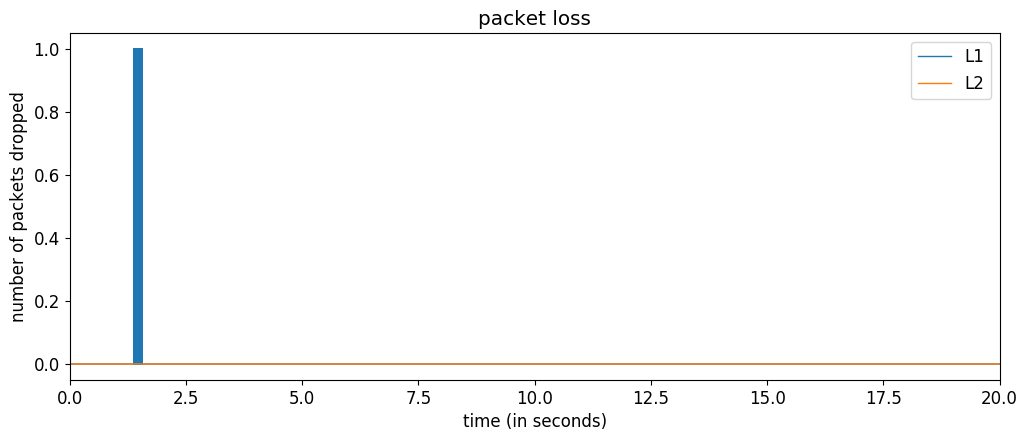 packet loss
number of packets dropped
1.0
0.8
0.6
0.4
0.2
0.0
L1
L2
0.0 2.5 5.0 7.5 10.0 12.5 15.0 17.5 20.0
time (in seconds)